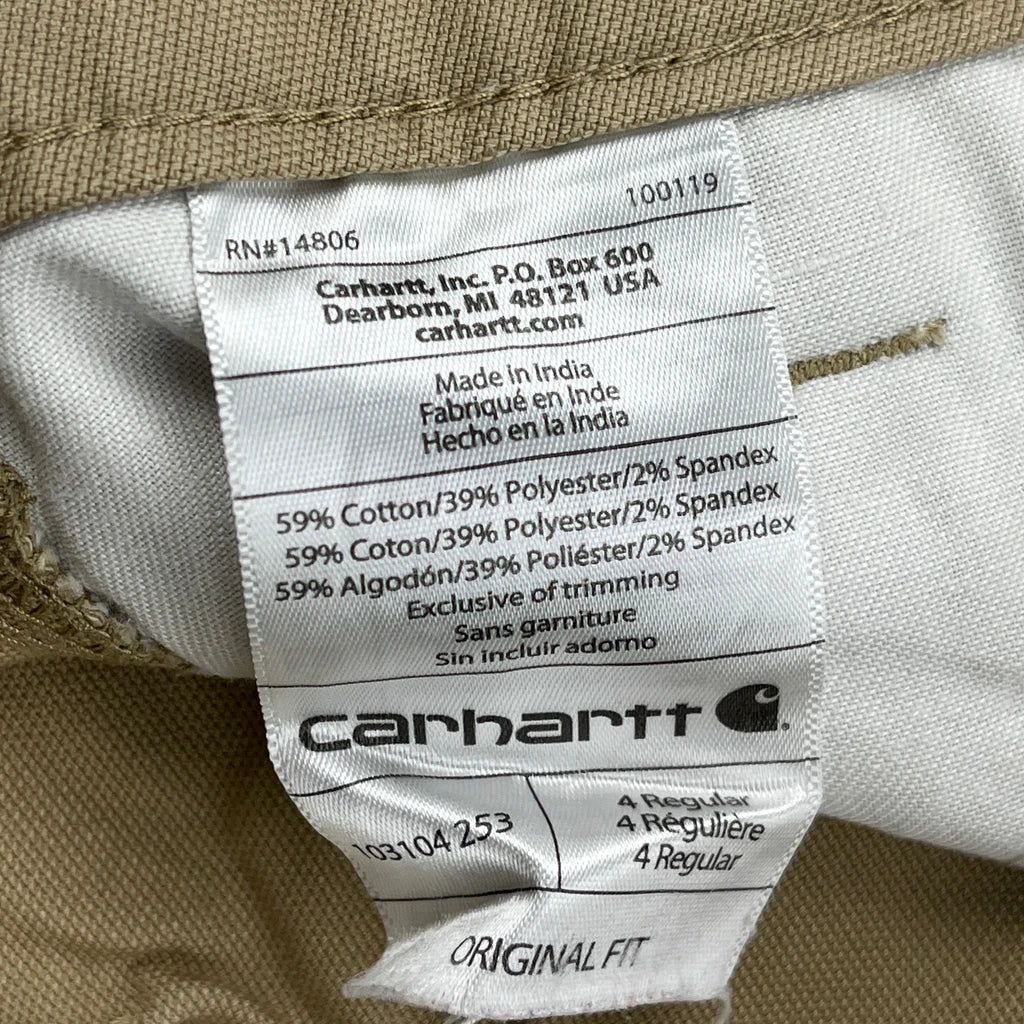 RN#14806 100119
Carhartt, Inc. P.O. Box 600
Dearborn, MI 48121 USA
carhartt.com
Made in India
Fabriqué en Inde
Hecho en la India
59% Cotton/39% Polyester/2% Spandex
59% Coton/39% Polyester/2% Spandex
59% Algodón/39% Poliéster/2% Spandex
Exclusive of trimming
Sans garniture
Sin incluir adorno
carhartt
103104 253
4 Regular
4 Régulière
4 Regular
ORIGINAL FIT